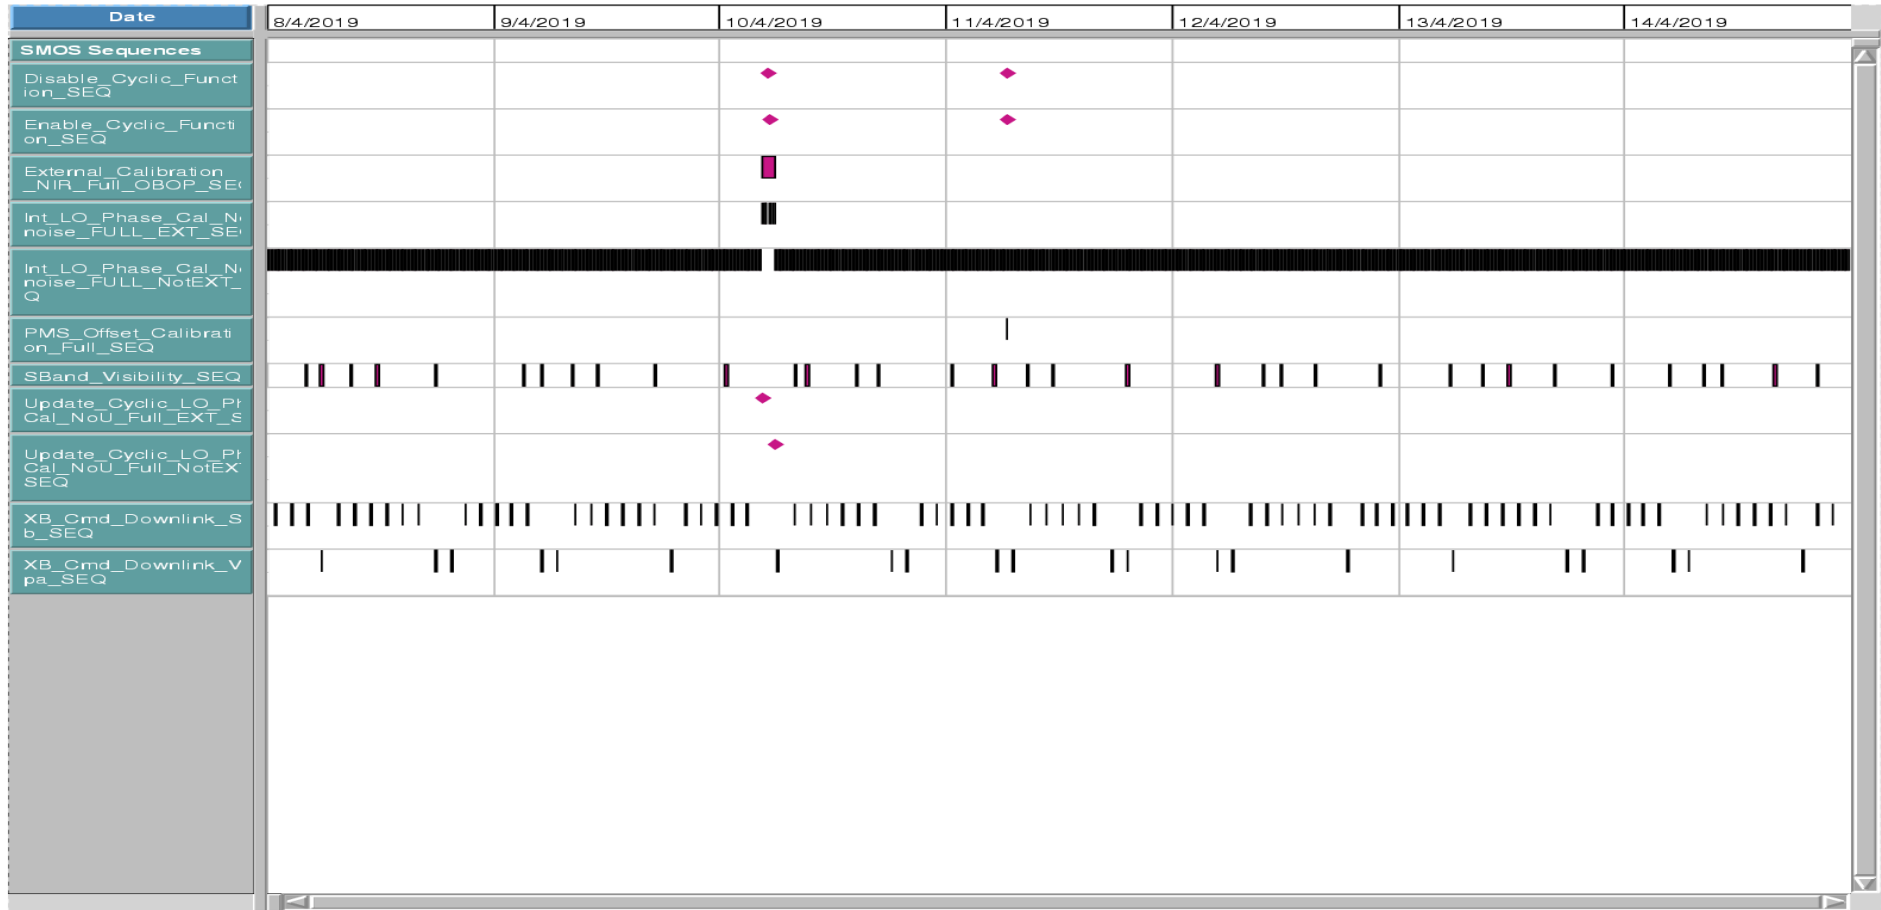 Date
8/4/2019 9/4/2019 10/4/2019 11/4/2019 12/4/2019 13/4/2019 14/4/2019
SMOS Sequences
Disable_Cyclic_Funct
ion_SEQ
Enable_Cyclic_Functi
on_SEQ
External_Calibration
_NIR_Full_OBOP_SE
Int_LO_Phase_Cal_N
noise_FULL_EXT_SE
Int_LO_Phase_Cal_N
noise_FULL_NotEXT_
Q
PMS_Offset_Calibrati
on_Full_SEQ
SBand_Visibility_SEQ
Update_Cyclic_LO_P
Cal_NoU_Full_EXT_S
Update_Cyclic_LO_P
Cal_NoU_Full_NotEX
SEQ
XB_Cmd_Downlink_S
b_SEQ
XB_Cmd_Downlink_V
pa_SEQ